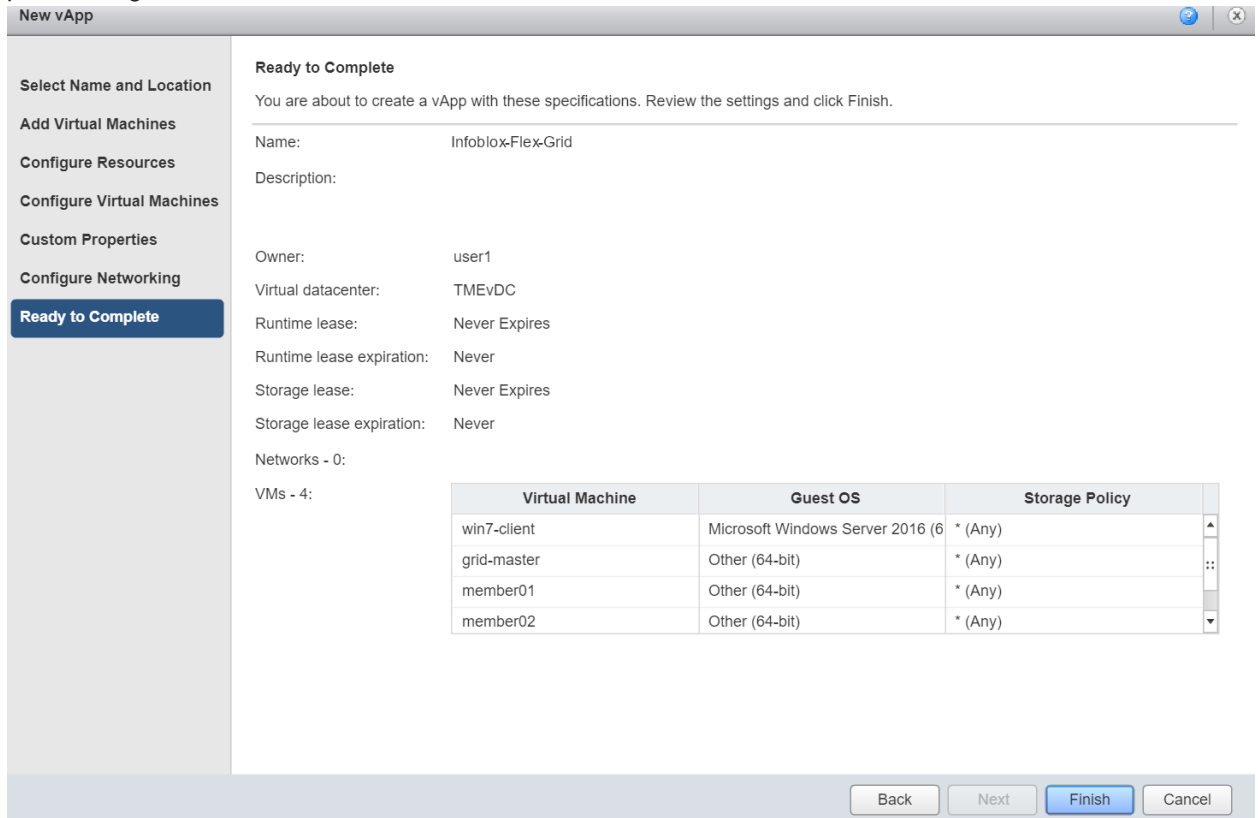 New vApp
Select Name and Location
Add Virtual Machines
Configure Resources
Configure Virtual Machines
Custom Properties
Configure Networking
Ready to Complete
Ready to Complete
You are about to create a vApp with these specifications. Review the settings and click Finish.
Name: Infoblox-Flex-Grid
Description:
Owner: user1
Virtual datacenter: TMEvDC
Runtime lease: Never Expires
Runtime lease expiration: Never
Storage lease: Never Expires
Storage lease expiration: Never
Networks - 0:
VMs - 4:
Virtual Machine Guest OS Storage Policy
win7-client Microsoft Windows Server 2016 (6 * (Any)
grid-master Other (64-bit) * (Any)
member01 Other (64-bit) * (Any)
member02 Other (64-bit) * (Any)
Back Next Finish Cancel